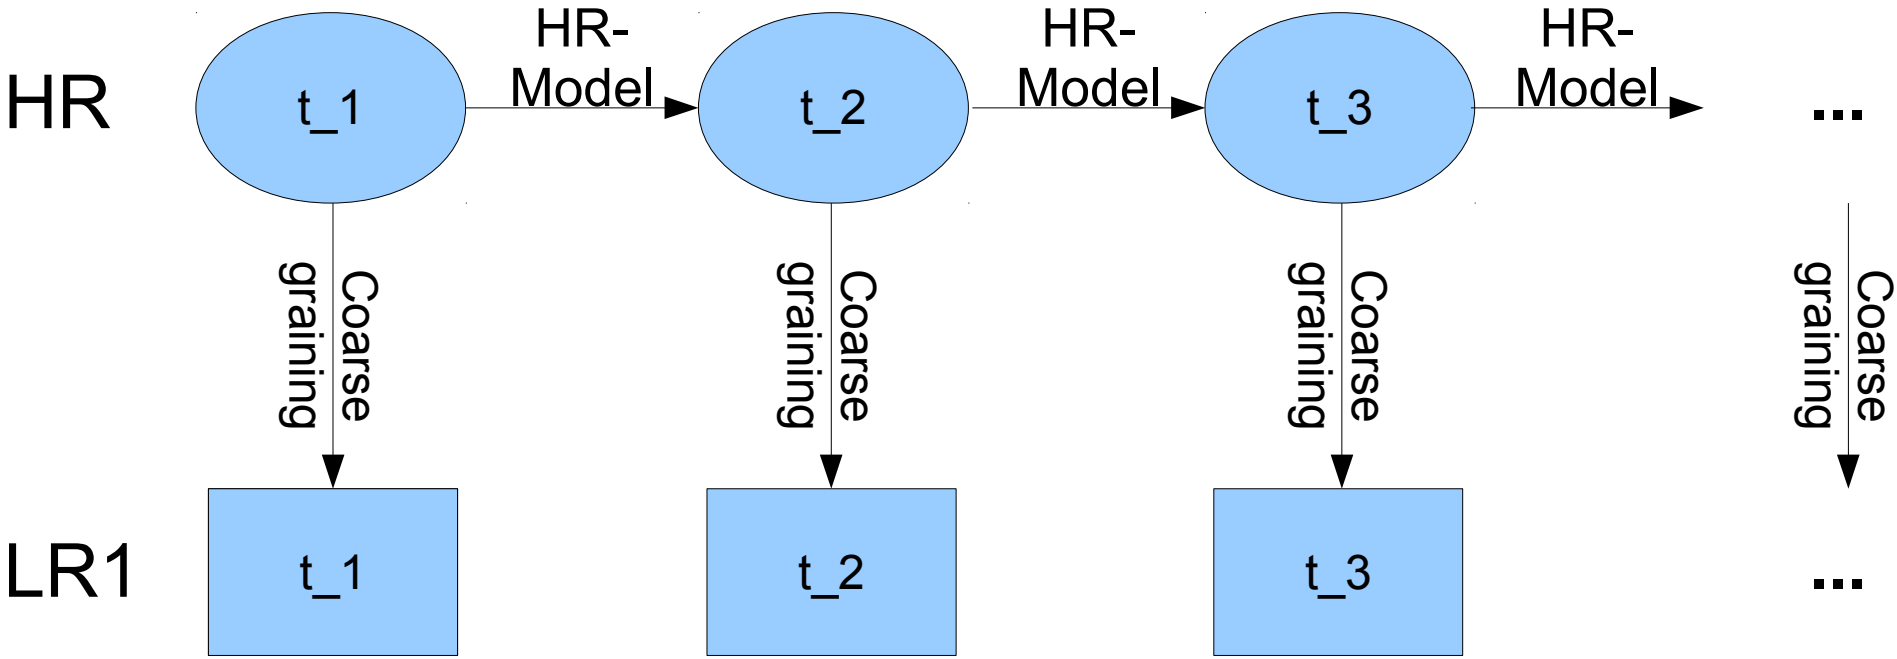 HR
t_1
HR-
Model
t_2
HR-
Model
t_3
HR-
Model
...
Coarse
graining
Coarse
graining
Coarse
graining
Coarse
graining
LR1
t_1
t_2
t_3
...